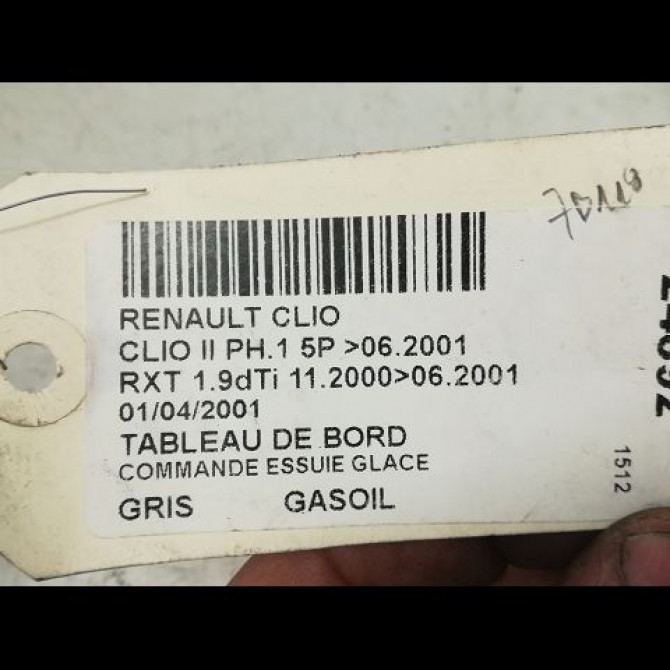 RENAULT CLIO
CLIO II PH.1 5P >06.2001
RXT 1.9dTi 11.2000>06.2001
01/04/2001
TABLEAU DE BORD
COMMANDE ESSUIE GLACE
GRIS GASOIL
1512